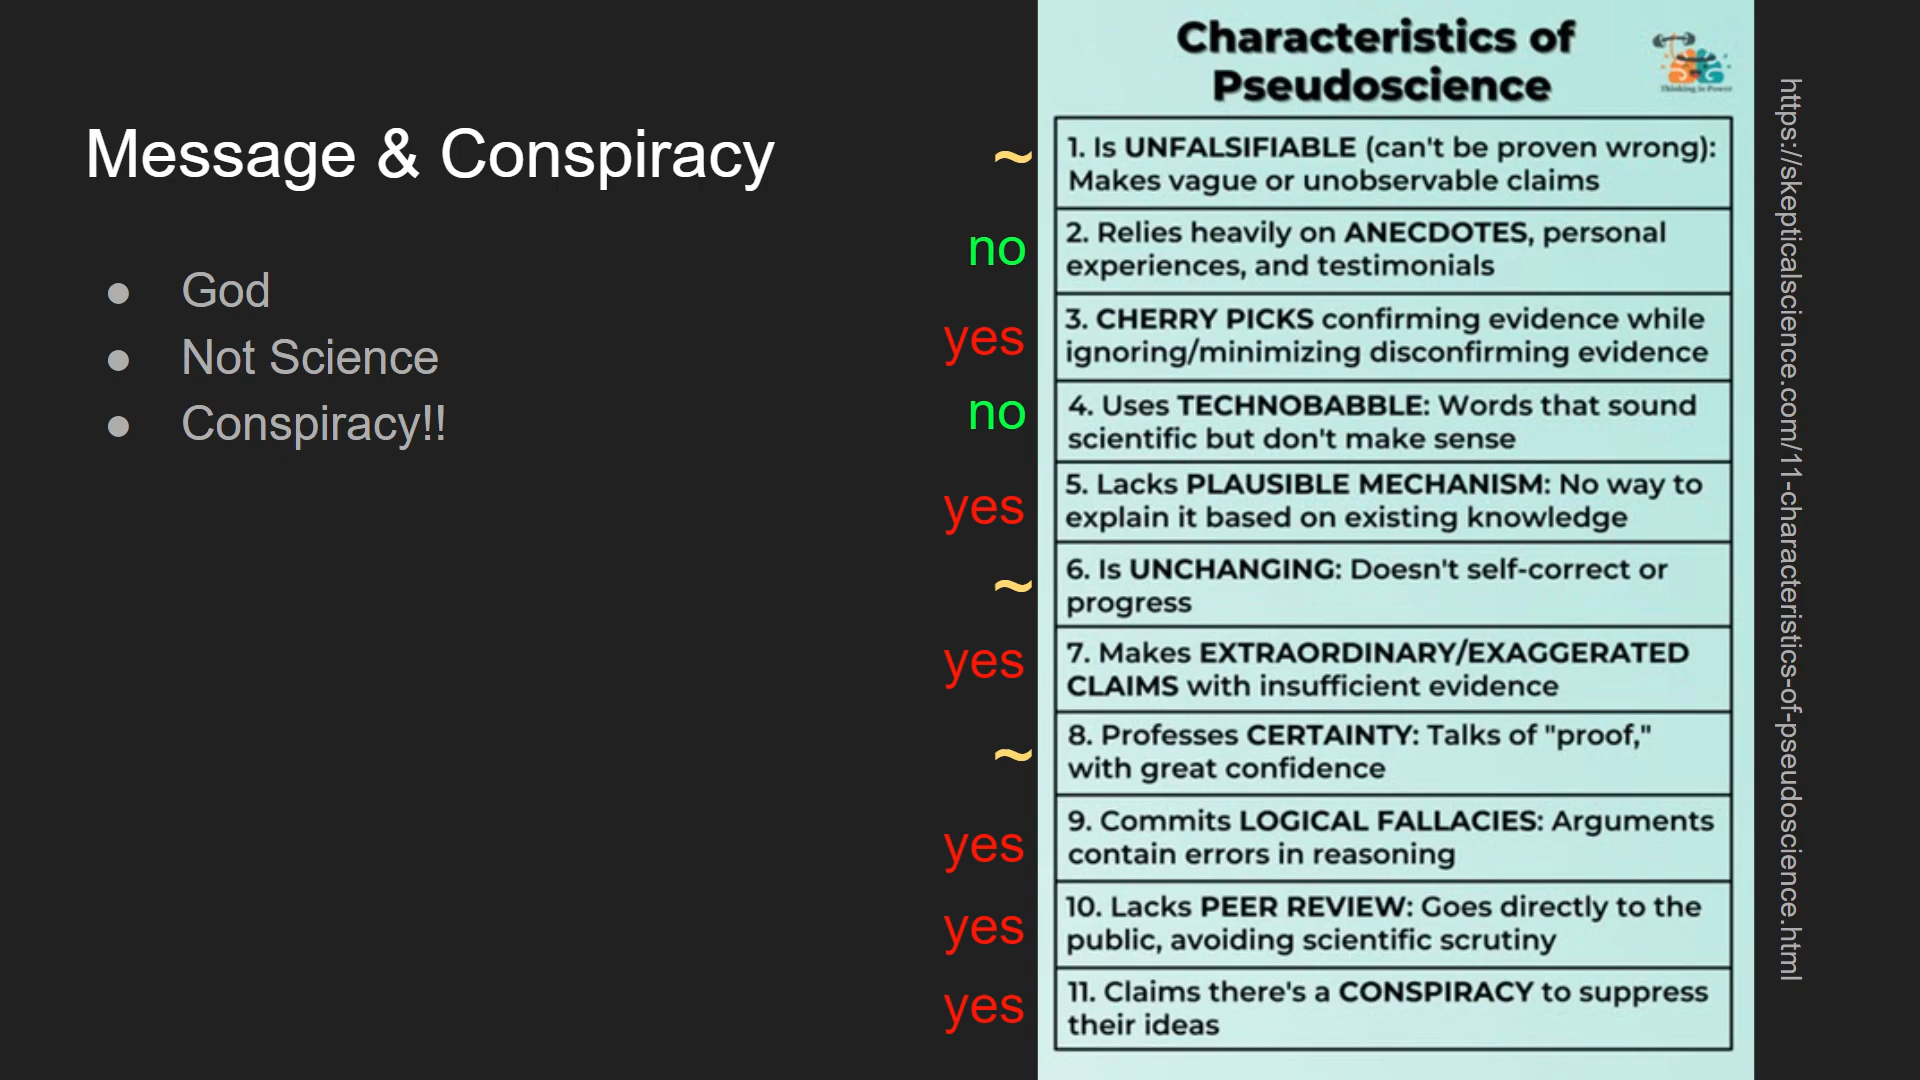 Message & Conspiracy
● God
● Not Science
● Conspiracy!!
Characteristics of
Pseudoscience
Thinking is Power
~
1. Is UNFALSIFIABLE (can't be proven wrong):
Makes vague or unobservable claims
no
2. Relies heavily on ANECDOTES, personal
experiences, and testimonials
yes
3. CHERRY PICKS confirming evidence while
ignoring/minimizing disconfirming evidence
no
4. Uses TECHNOBABBLE: Words that sound
scientific but don't make sense
yes
5. Lacks PLAUSIBLE MECHANISM: No way to
explain it based on existing knowledge
~
6. Is UNCHANGING: Doesn't self-correct or
progress
yes
7. Makes EXTRAORDINARY/EXAGGERATED
CLAIMS with insufficient evidence
~
8. Professes CERTAINTY: Talks of "proof,"
with great confidence
yes
9. Commits LOGICAL FALLACIES: Arguments
contain errors in reasoning
yes
10. Lacks PEER REVIEW: Goes directly to the
public, avoiding scientific scrutiny
yes
11. Claims there's a CONSPIRACY to suppress
their ideas
https://skepticalscience.com/11-characteristics-of-pseudoscience.html